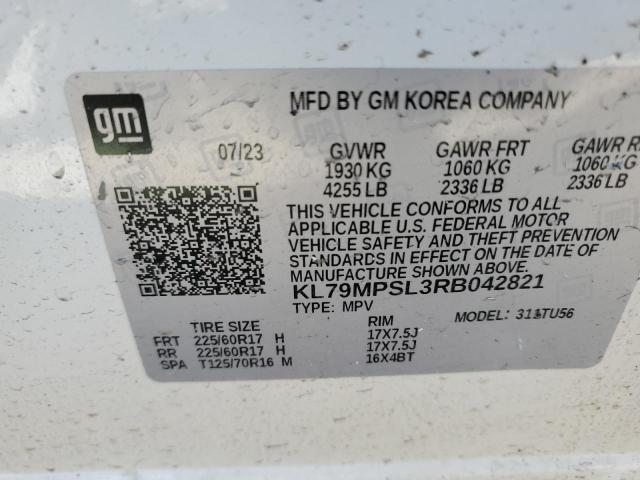 gm
MFD BY GM KOREA COMPANY
07/23 GVWR GAWR FRT GAWR
1930 KG 1060 KG 1060 KG
4255 LB 2336 LB 2336 LB
THIS VEHICLE CONFORMS TO ALL
APPLICABLE U.S. FEDERAL MOTOR
VEHICLE SAFETY AND THEFT PREVENTION
STANDARDS IN EFFECT ON THE DATE OF
MANUFACTURE SHOWN ABOVE.
KL79MPSL3RB042821
TYPE: MPV MODEL: 311TU56
TIRE SIZE RIM
FRT 225/60R17 H 17X7.5J
RR 225/60R17 H 17X7.5J
SPA T125/70R16 M 16X4BT